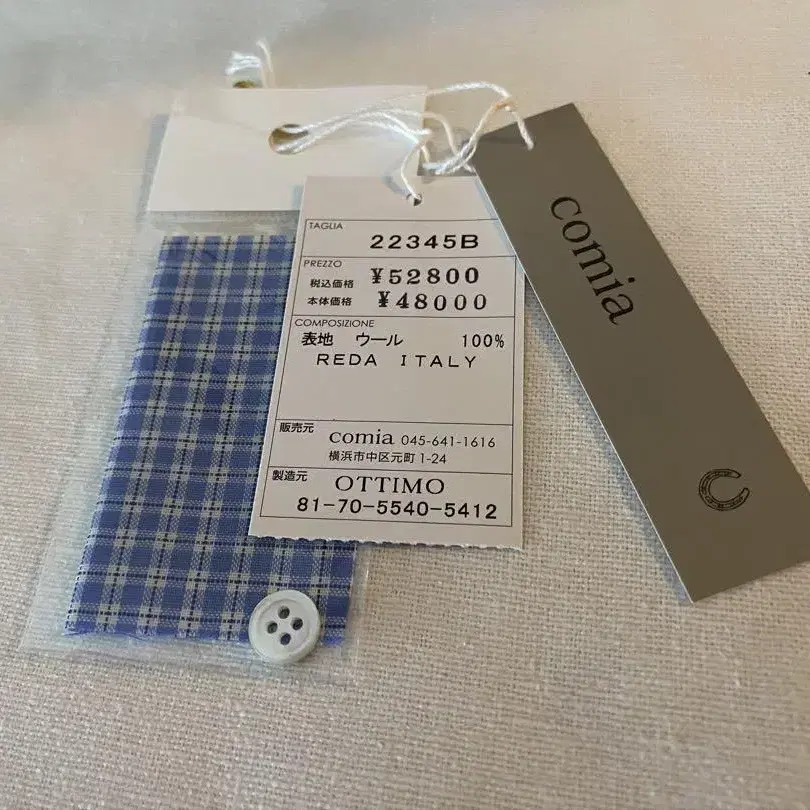 TAGLIA
22345B
PREZZO
税込価格 ¥52800
本体価格 ¥48000
COMPOSIZIONE
表地 ウール 100%
REDA ITALY
販売元 comia 045-641-1616
横浜市中区元町 1-24
製造元 OTTIMO
81-70-5540-5412
comia